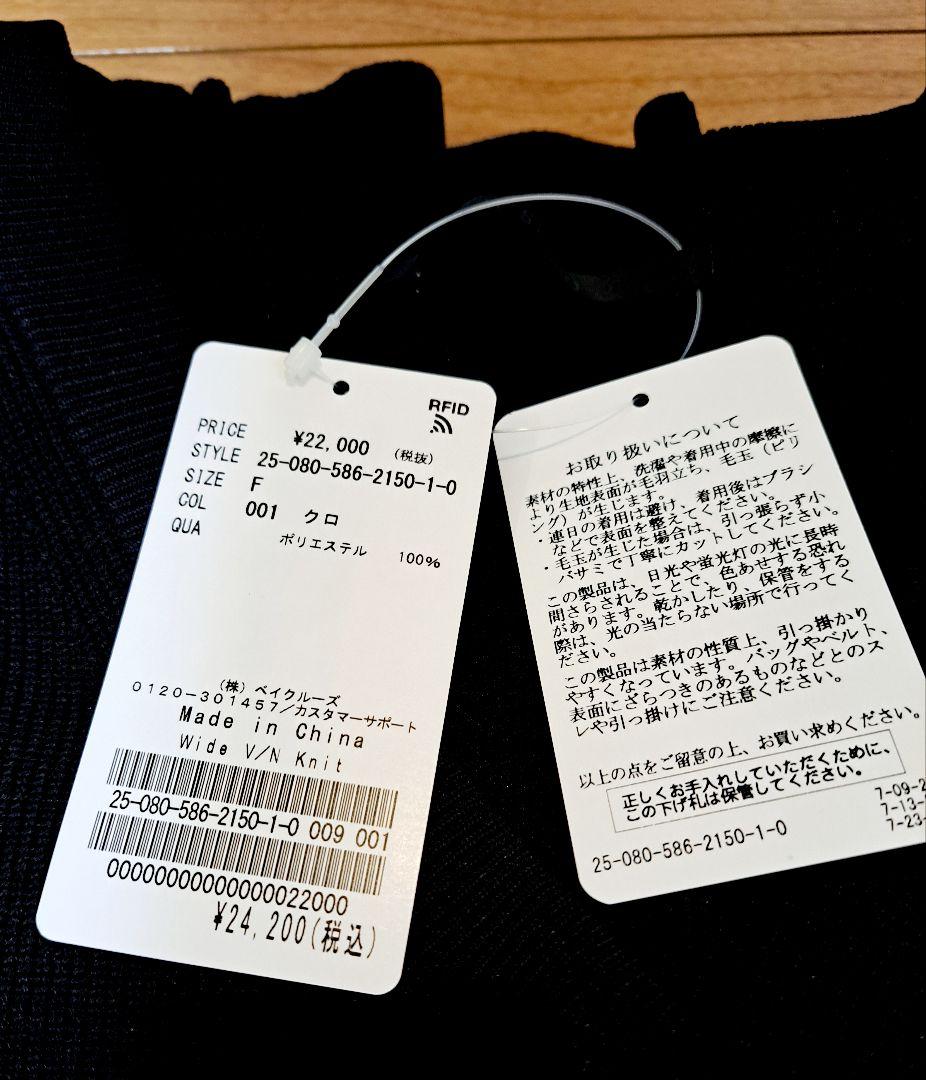 RFID
PRICE ¥22,000 (税抜)
STYLE 25-080-586-2150-1-0
SIZE F
COL 001 クロ
QUA ポリエステル 100%
(株) ベイクルーズ
0120-301457/カスタマーサポート
Made in China
Wide V/N Knit
25-080-586-2150-1-0 009 001
000000000000000022000
¥24,200(税込)
お取り扱いについて
素材の特性上、洗濯や着用中の摩擦に
より生地表面が毛羽立ち、毛玉(ピリ
ング)が生じます。
・連日の着用は避け、着用後はブラシ
などで表面を整えてください。
・毛玉が生じた場合は、引っ張らず小
バサミで丁寧にカットしてください。
この製品は、日光や蛍光灯の光に長時
間さらされることで、色あせする恐れ
があります。乾かしたり、保管をする
際は、光の当たらない場所で行ってく
ださい。
この製品は素材の性質上、引っ掛かり
やすくなっています。バッグやベルト、
表面にざらつきのあるものなどとのス
レや引っ掛けにご注意ください。
以上の点をご留意の上、お買い求めください。
正しくお手入れしていただくために、
この下げ札は保管してください。
7-09-2
7-13-
7-23-
25-080-586-2150-1-0